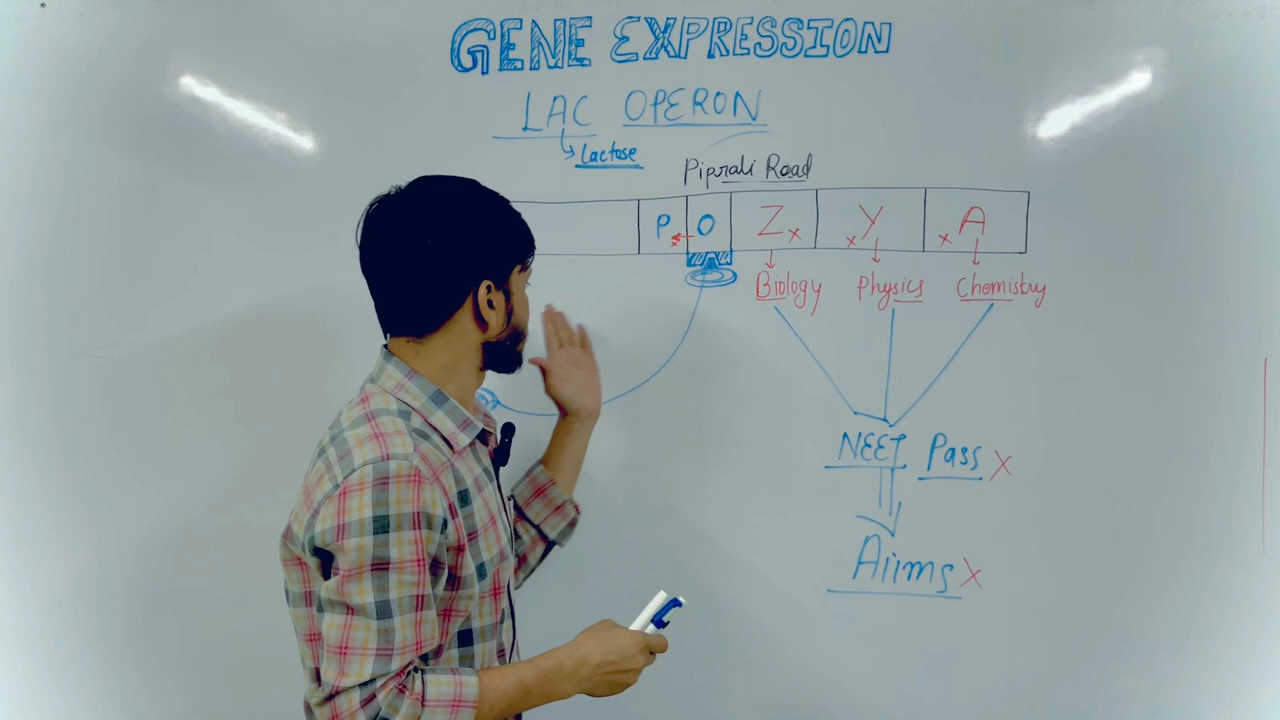 GENE EXPRESSION
LAC OPERON
Lactose
Piprali Road
P O Z x x Y x A
Biology Physics Chemistry
NEET Pass x
Aiims x